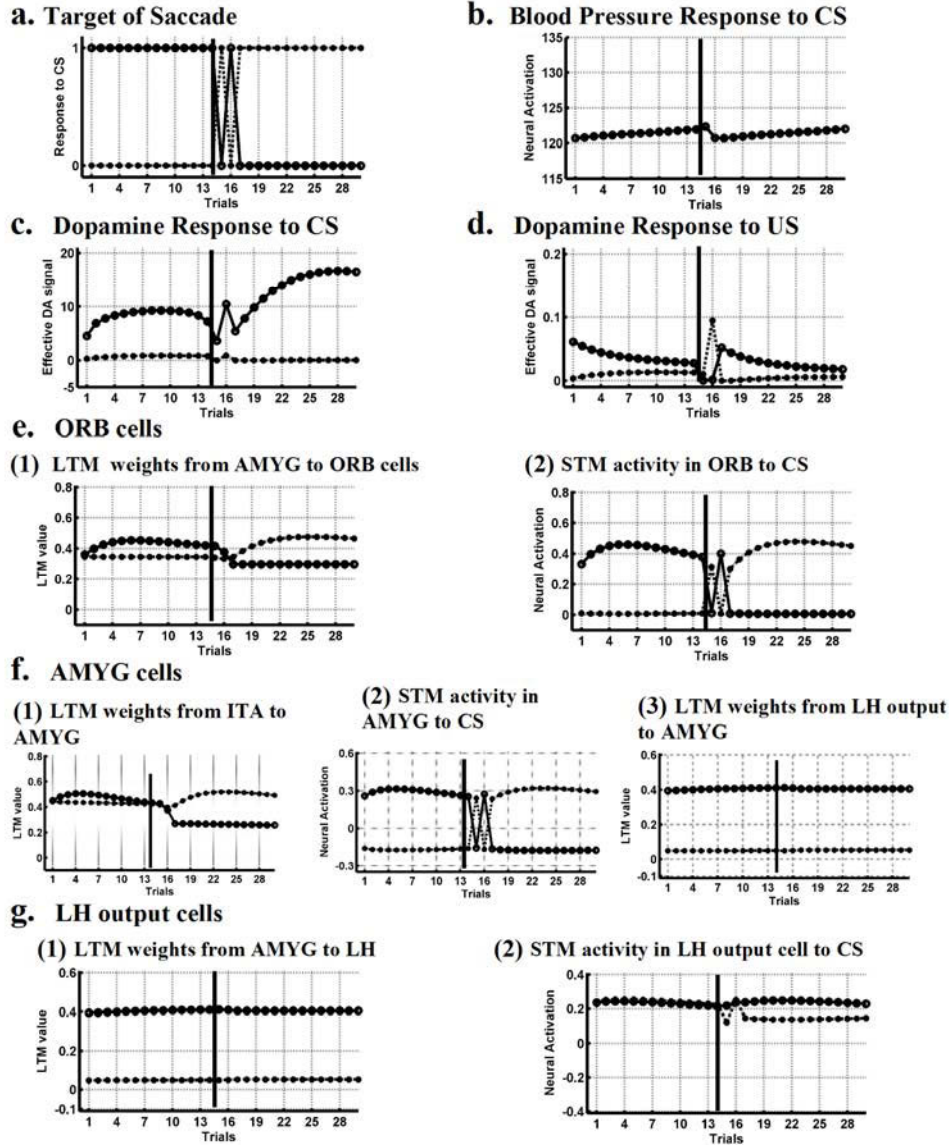 a. Target of Saccade
Response to CS
1
0
1 4 7 10 13 16 19 22 25 28
Trials
b. Blood Pressure Response to CS
Neural Activation
135
130
125
120
115
1 4 7 10 13 16 19 22 25 28
Trials
c. Dopamine Response to CS
Effective DA signal
20
10
0
-5
1 4 7 10 13 16 19 22 25 28
Trials
d. Dopamine Response to US
Effective DA signal
0.2
0.1
0
1 4 7 10 13 16 19 22 25 28
Trials
e. ORB cells
(1) LTM weights from AMYG to ORB cells
LTM value
0.8
0.6
0.4
0.2
0
1 4 7 10 13 16 19 22 25 28
Trials
(2) STM activity in ORB to CS
Neural Activation
0.8
0.6
0.4
0.2
0
1 4 7 10 13 16 19 22 25 28
Trials
f. AMYG cells
(1) LTM weights from ITA to
AMYG
LTM value
0.8
0.6
0.4
0.2
0
1 4 7 10 13 16 19 22 25 28
Trials
(2) STM activity in
AMYG to CS
Neural Activation
0.6
0.3
0
-0.3
1 4 7 10 13 16 19 22 25 28
Trials
(3) LTM weights from LH output
to AMYG
LTM value
0.6
0.4
0.2
0
-0.1
1 4 7 10 13 16 19 22 25 28
Trials
g. LH output cells
(1) LTM weights from AMYG to LH
LTM value
0.6
0.4
0.2
0
-0.1
1 4 7 10 13 16 19 22 25 28
Trials
(2) STM activity in LH output cell to CS
Neural Activation
0.4
0.2
0
-0.2
-0.4
1 4 7 10 13 16 19 22 25 28
Trials